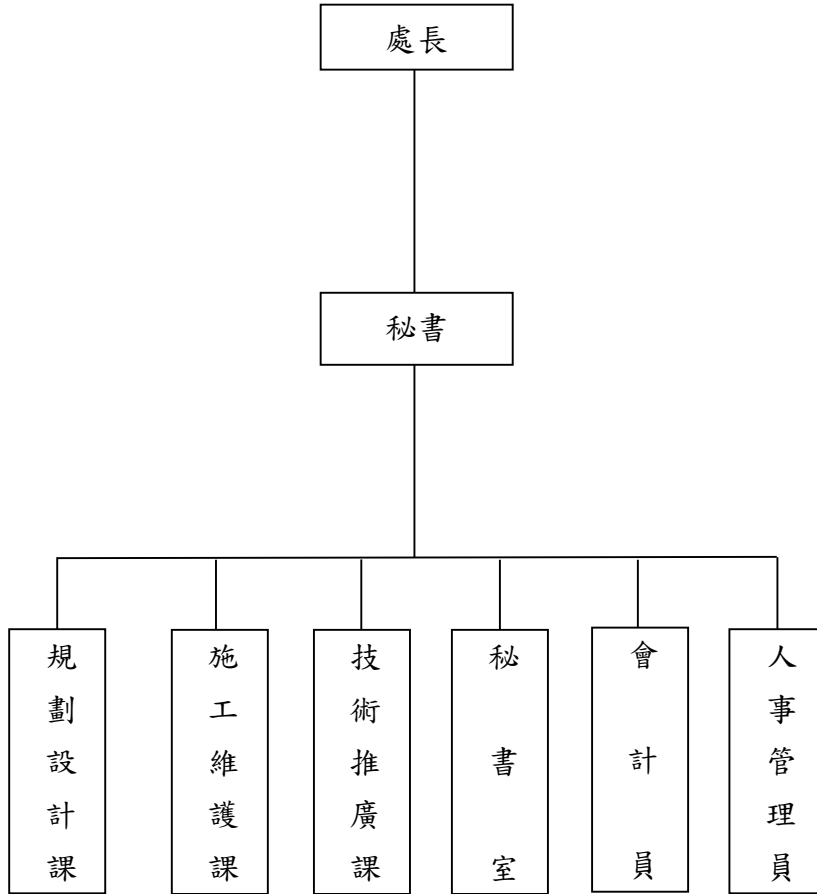 處長
秘書
規劃設計課
施工維護課
技術推廣課
秘書室
會計員
人事管理員